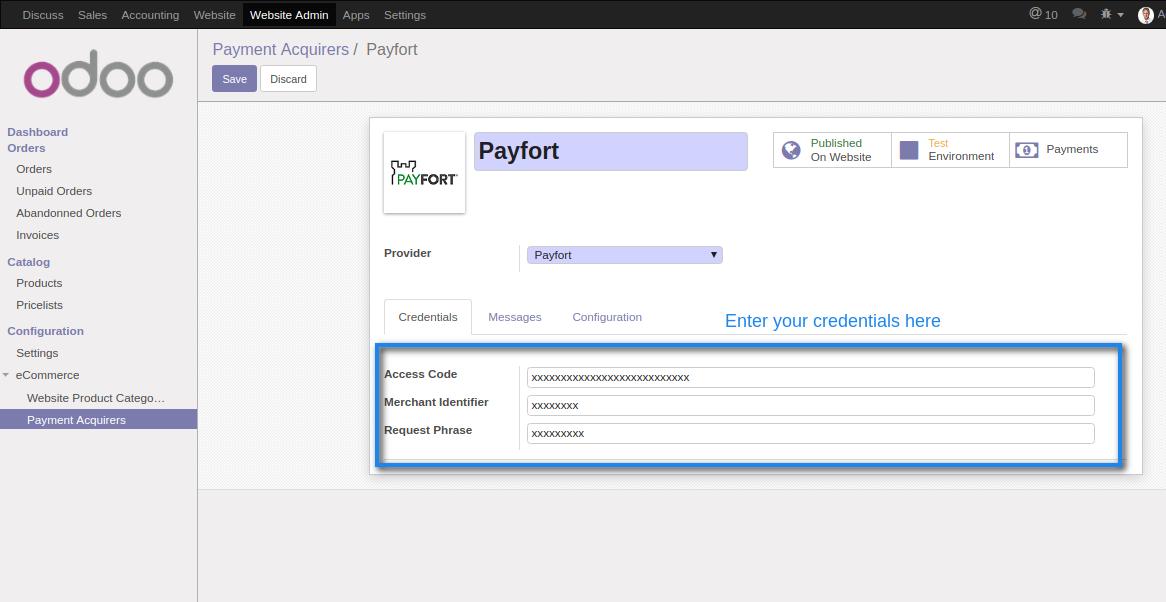 Discuss Sales Accounting Website Website Admin Apps Settings @ 10 A
odoo
Payment Acquirers / Payfort
Save Discard
Dashboard
Orders
Orders
Unpaid Orders
Abandonned Orders
Invoices
Catalog
Products
Pricelists
Configuration
Settings
eCommerce
Website Product Catego…
Payment Acquirers
PAYFORT
Payfort
Published
On Website
Test
Environment
1
Payments
Provider Payfort
Credentials Messages Configuration
Enter your credentials here
Access Code xxxxxxxxxxxxxxxxxxxxxxxxxxx
Merchant Identifier xxxxxxxx
Request Phrase xxxxxxxxx